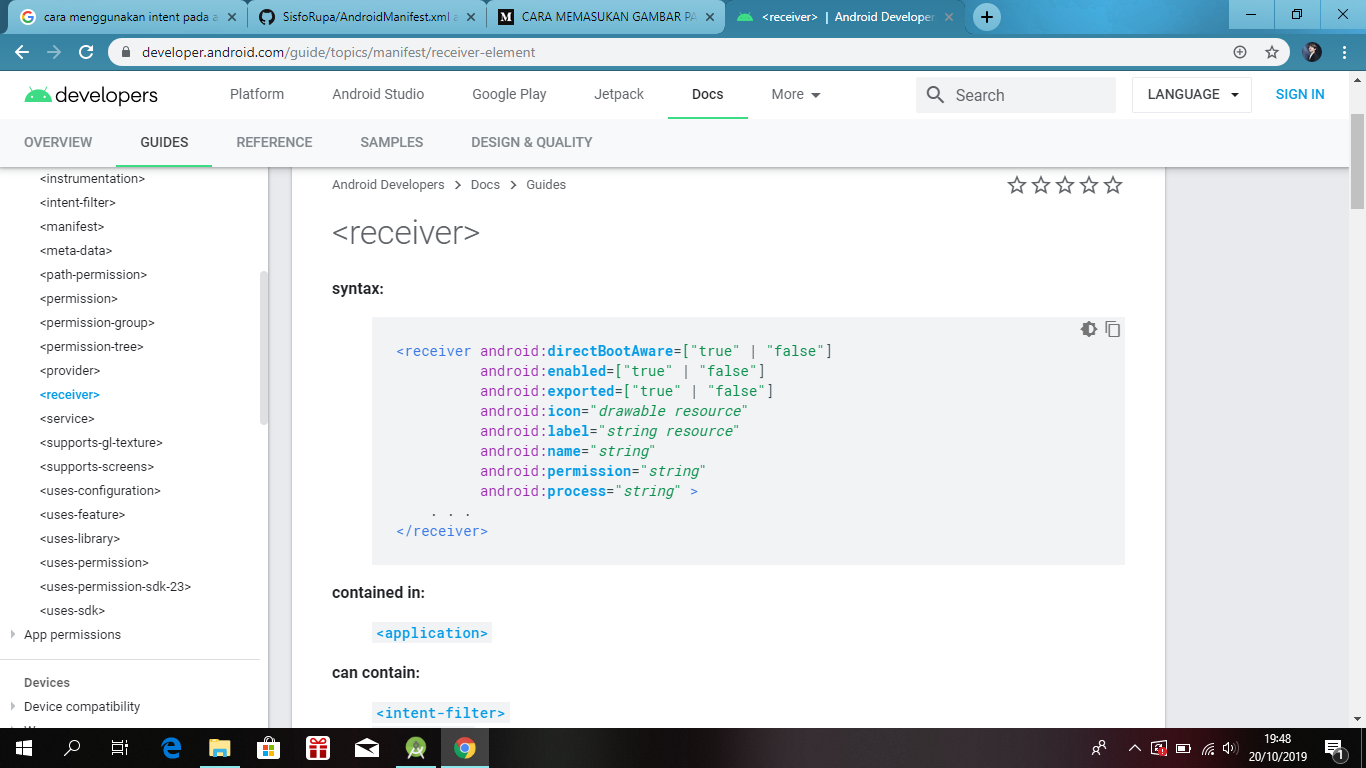 cara menggunakan intent pada a
SisfoRupa/AndroidManifest.xml a
CARA MEMASUKAN GAMBAR PA
<receiver> | Android Developer
developer.android.com/guide/topics/manifest/receiver-element
developers
Platform
Android Studio
Google Play
Jetpack
Docs
More
Search
LANGUAGE
SIGN IN
OVERVIEW
GUIDES
REFERENCE
SAMPLES
DESIGN & QUALITY
<instrumentation>
<intent-filter>
<manifest>
<meta-data>
<path-permission>
<permission>
<permission-group>
<permission-tree>
<provider>
<receiver>
<service>
<supports-gl-texture>
<supports-screens>
<uses-configuration>
<uses-feature>
<uses-library>
<uses-permission>
<uses-permission-sdk-23>
<uses-sdk>
App permissions
Devices
Device compatibility
Android Developers > Docs > Guides
<receiver>
syntax:
<receiver android:directBootAware=["true" | "false"]
android:enabled=["true" | "false"]
android:exported=["true" | "false"]
android:icon="drawable resource"
android:label="string resource"
android:name="string"
android:permission="string"
android:process="string" >
. . .
</receiver>
contained in:
<application>
can contain:
<intent-filter>
19:48
20/10/2019
1